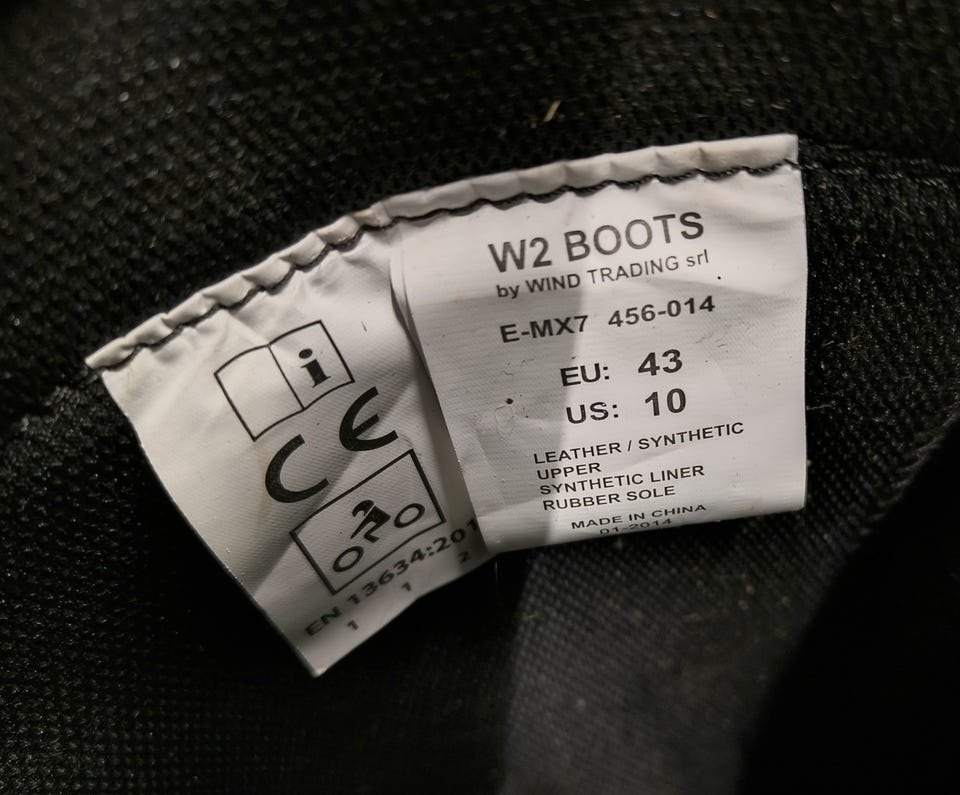 i
CE
EN 13634:201
1 1 2
W2 BOOTS
by WIND TRADING srl
E-MX7 456-014
EU: 43
US: 10
LEATHER / SYNTHETIC
UPPER
SYNTHETIC LINER
RUBBER SOLE
MADE IN CHINA
01-2014